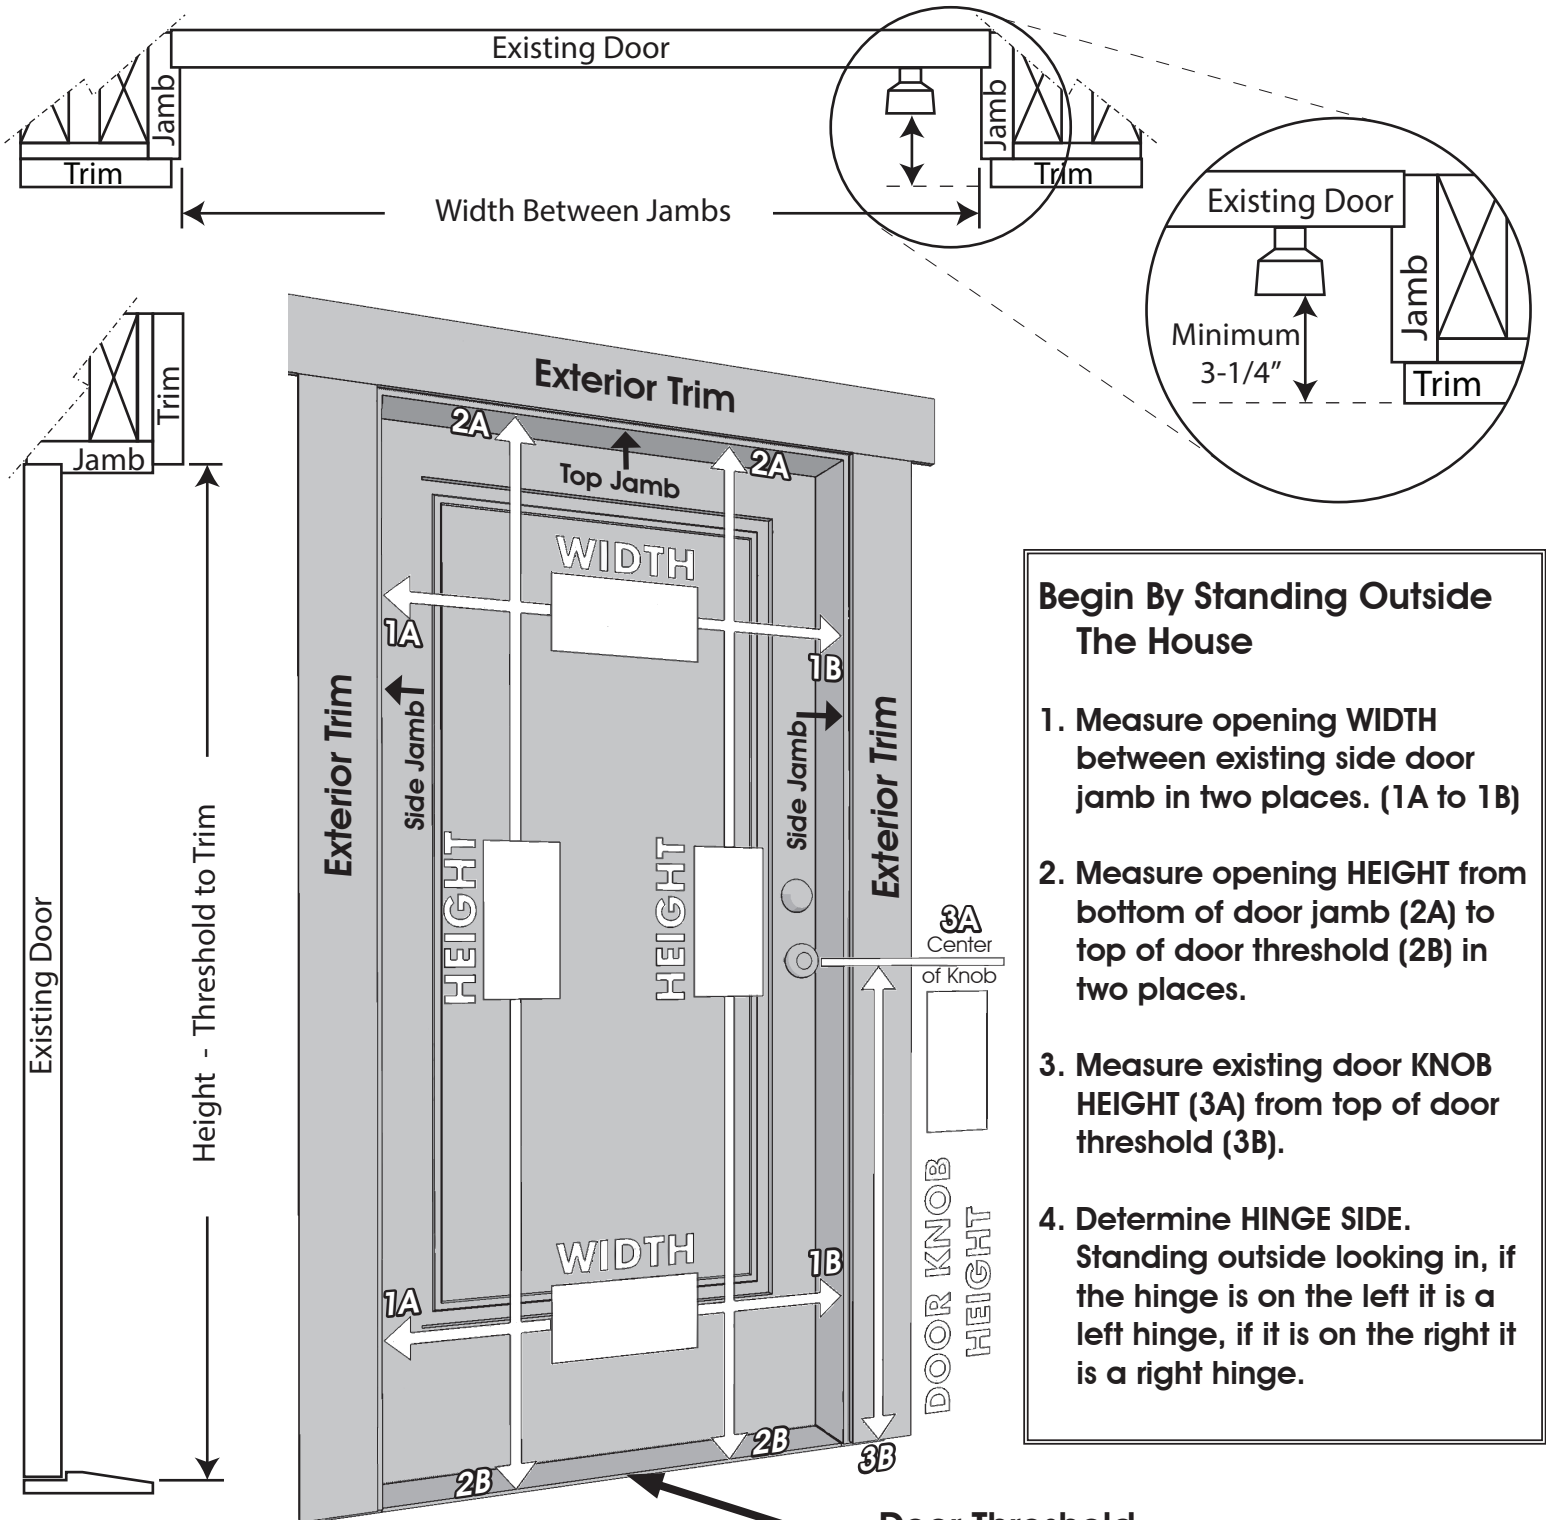 Existing Door
Jamb
Jamb
Trim
Trim
Width Between Jambs
Existing Door
Jamb
Minimum
3-1/4”
Trim
Trim
Jamb
Existing Door
Height - Threshold to Trim
Exterior Trim
2A
2A
Top Jamb
WIDTH
1A
1B
Side Jamb
Side Jamb
Exterior Trim
Exterior Trim
HEIGHT
HEIGHT
3A
Center
of Knob
DOOR KNOB
HEIGHT
WIDTH
1A
1B
2B
2B
3B
Door Threshold
Begin By Standing Outside
The House
1. Measure opening WIDTH
between existing side door
jamb in two places. (1A to 1B)
2. Measure opening HEIGHT from
bottom of door jamb (2A) to
top of door threshold (2B) in
two places.
3. Measure existing door KNOB
HEIGHT (3A) from top of door
threshold (3B).
4. Determine HINGE SIDE.
Standing outside looking in, if
the hinge is on the left it is a
left hinge, if it is on the right it
is a right hinge.